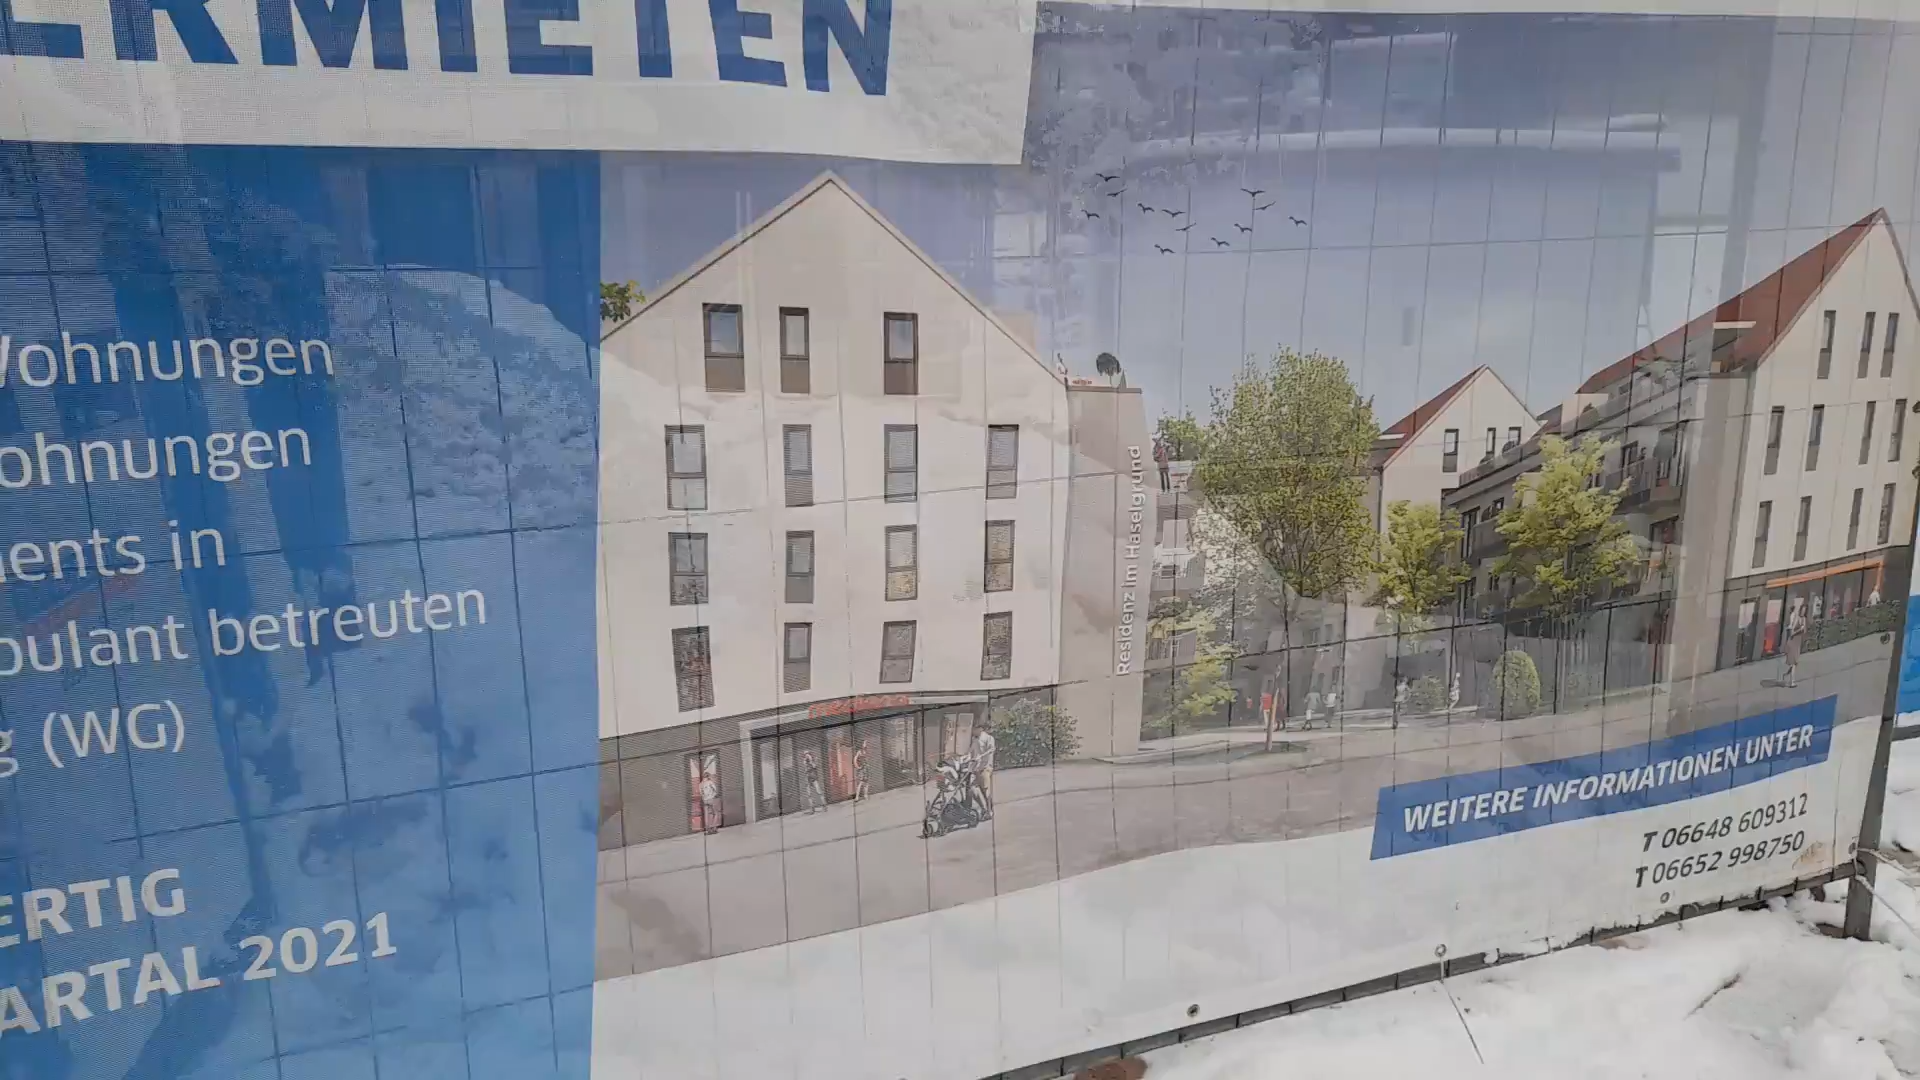 ERMIETEN
Wohnungen
ohnungen
ents in
bulant betreuten
g (WG)
ERTIG
ARTAL 2021
Residenz im Haselgrund
WEITERE INFORMATIONEN UNTER
T 06648 609312
T 06652 998750